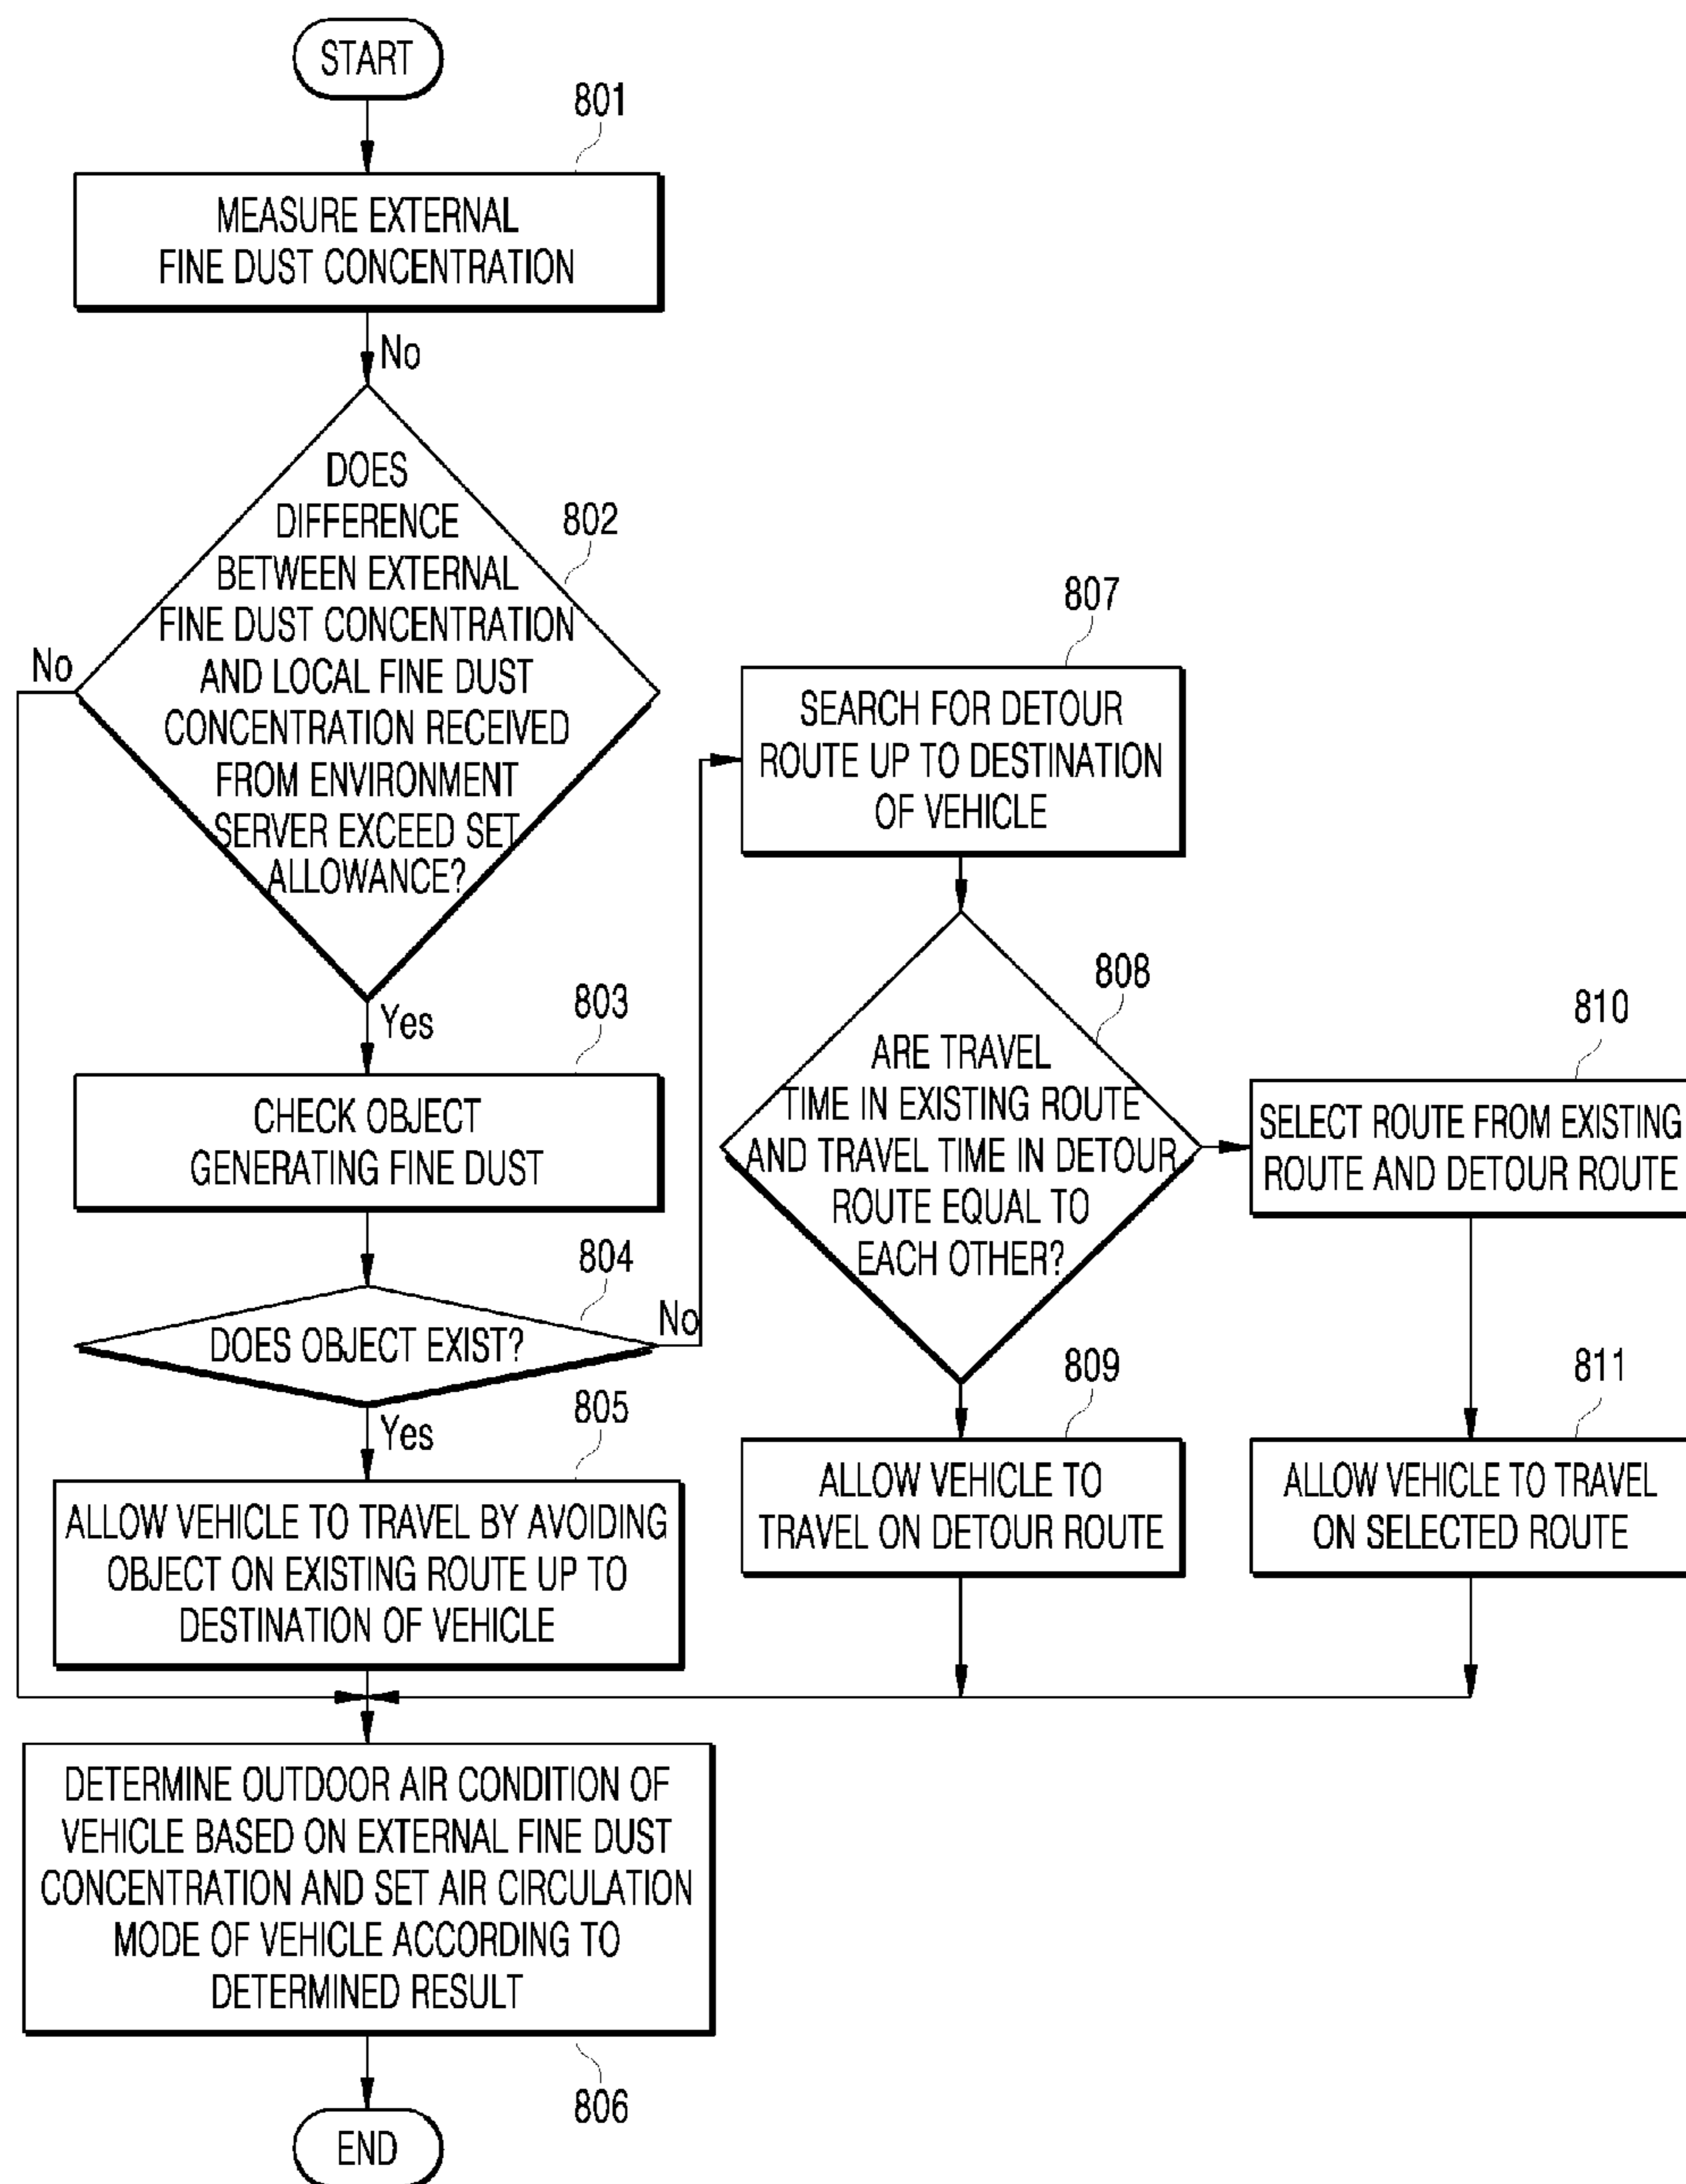 START
801
MEASURE EXTERNAL
FINE DUST CONCENTRATION
No
DOES
DIFFERENCE
BETWEEN EXTERNAL
FINE DUST CONCENTRATION
AND LOCAL FINE DUST
CONCENTRATION RECEIVED
FROM ENVIRONMENT
SERVER EXCEED SET
ALLOWANCE?
802
No
Yes
803
CHECK OBJECT
GENERATING FINE DUST
804
DOES OBJECT EXIST?
No
Yes
805
ALLOW VEHICLE TO TRAVEL BY AVOIDING
OBJECT ON EXISTING ROUTE UP TO
DESTINATION OF VEHICLE
807
SEARCH FOR DETOUR
ROUTE UP TO DESTINATION
OF VEHICLE
808
ARE TRAVEL
TIME IN EXISTING ROUTE
AND TRAVEL TIME IN DETOUR
ROUTE EQUAL TO
EACH OTHER?
809
ALLOW VEHICLE TO
TRAVEL ON DETOUR ROUTE
810
SELECT ROUTE FROM EXISTING
ROUTE AND DETOUR ROUTE
811
ALLOW VEHICLE TO TRAVEL
ON SELECTED ROUTE
DETERMINE OUTDOOR AIR CONDITION OF
VEHICLE BASED ON EXTERNAL FINE DUST
CONCENTRATION AND SET AIR CIRCULATION
MODE OF VEHICLE ACCORDING TO
DETERMINED RESULT
806
END